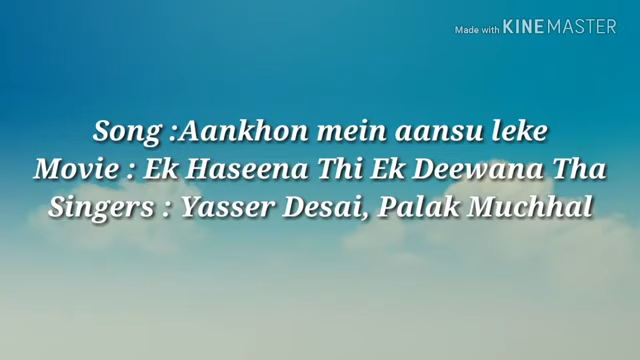 Made with KINEMASTER
Song :Aankhon mein aansu leke
Movie : Ek Haseena Thi Ek Deewana Tha
Singers : Yasser Desai, Palak Muchhal